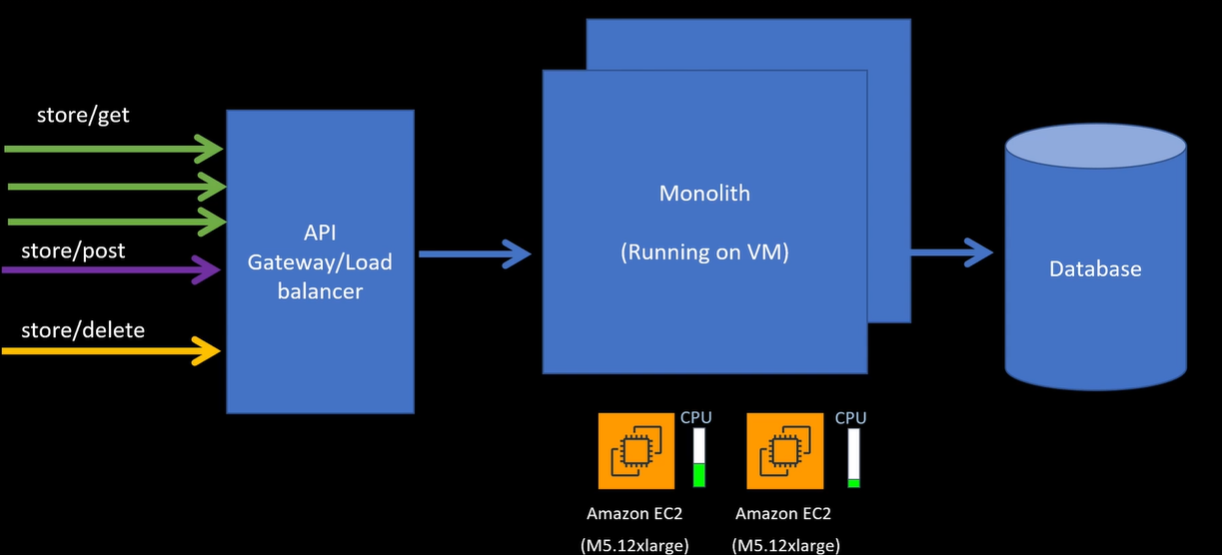 store/get
store/post
store/delete
API
Gateway/Load
balancer
Monolith
(Running on VM)
Database
CPU
CPU
Amazon EC2
(M5.12xlarge)
Amazon EC2
(M5.12xlarge)